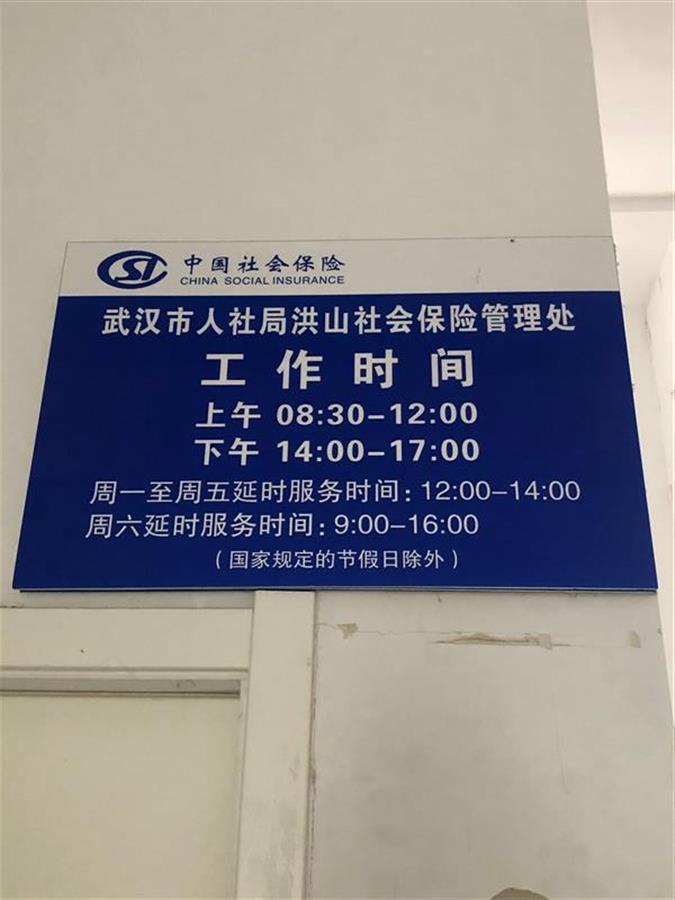 中国社会保险
CHINA SOCIAL INSURANCE
武汉市人社局洪山社会保险管理处
工作时间
上午 08:30-12:00
下午 14:00-17:00
周一至周五延时服务时间:12:00-14:00
周六延时服务时间:9:00-16:00
(国家规定的节假日除外)